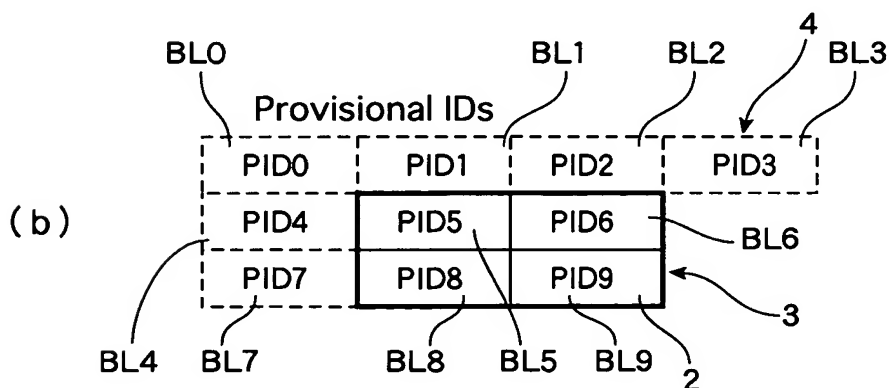 BL0 BL1 BL2 4 BL3
Provisional IDs
PID0 PID1 PID2 PID3
(b) PID4 PID5 PID6
BL6
PID7 PID8 PID9
3
BL4 BL7 BL8 BL5 BL9 2